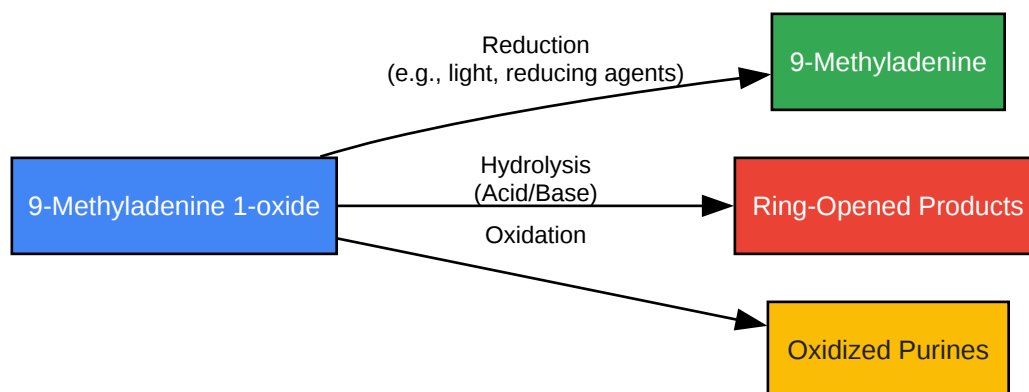 Reduction
(e.g., light, reducing agents)
9-Methyladenine
9-Methyladenine 1-oxide
Hydrolysis
(Acid/Base)
Ring-Opened Products
Oxidation
Oxidized Purines